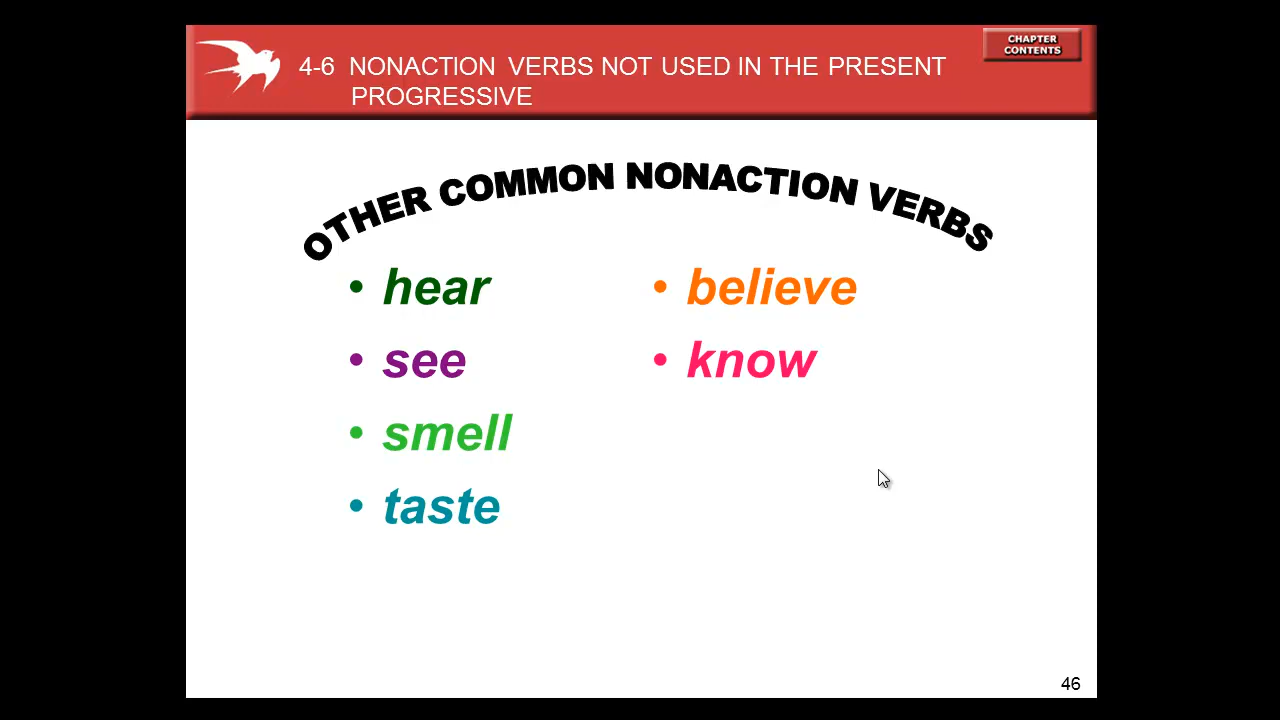 CHAPTER
CONTENTS
4-6 NONACTION VERBS NOT USED IN THE PRESENT
PROGRESSIVE
OTHER COMMON NONACTION VERBS
• hear
• see
• smell
• taste
• believe
• know
46